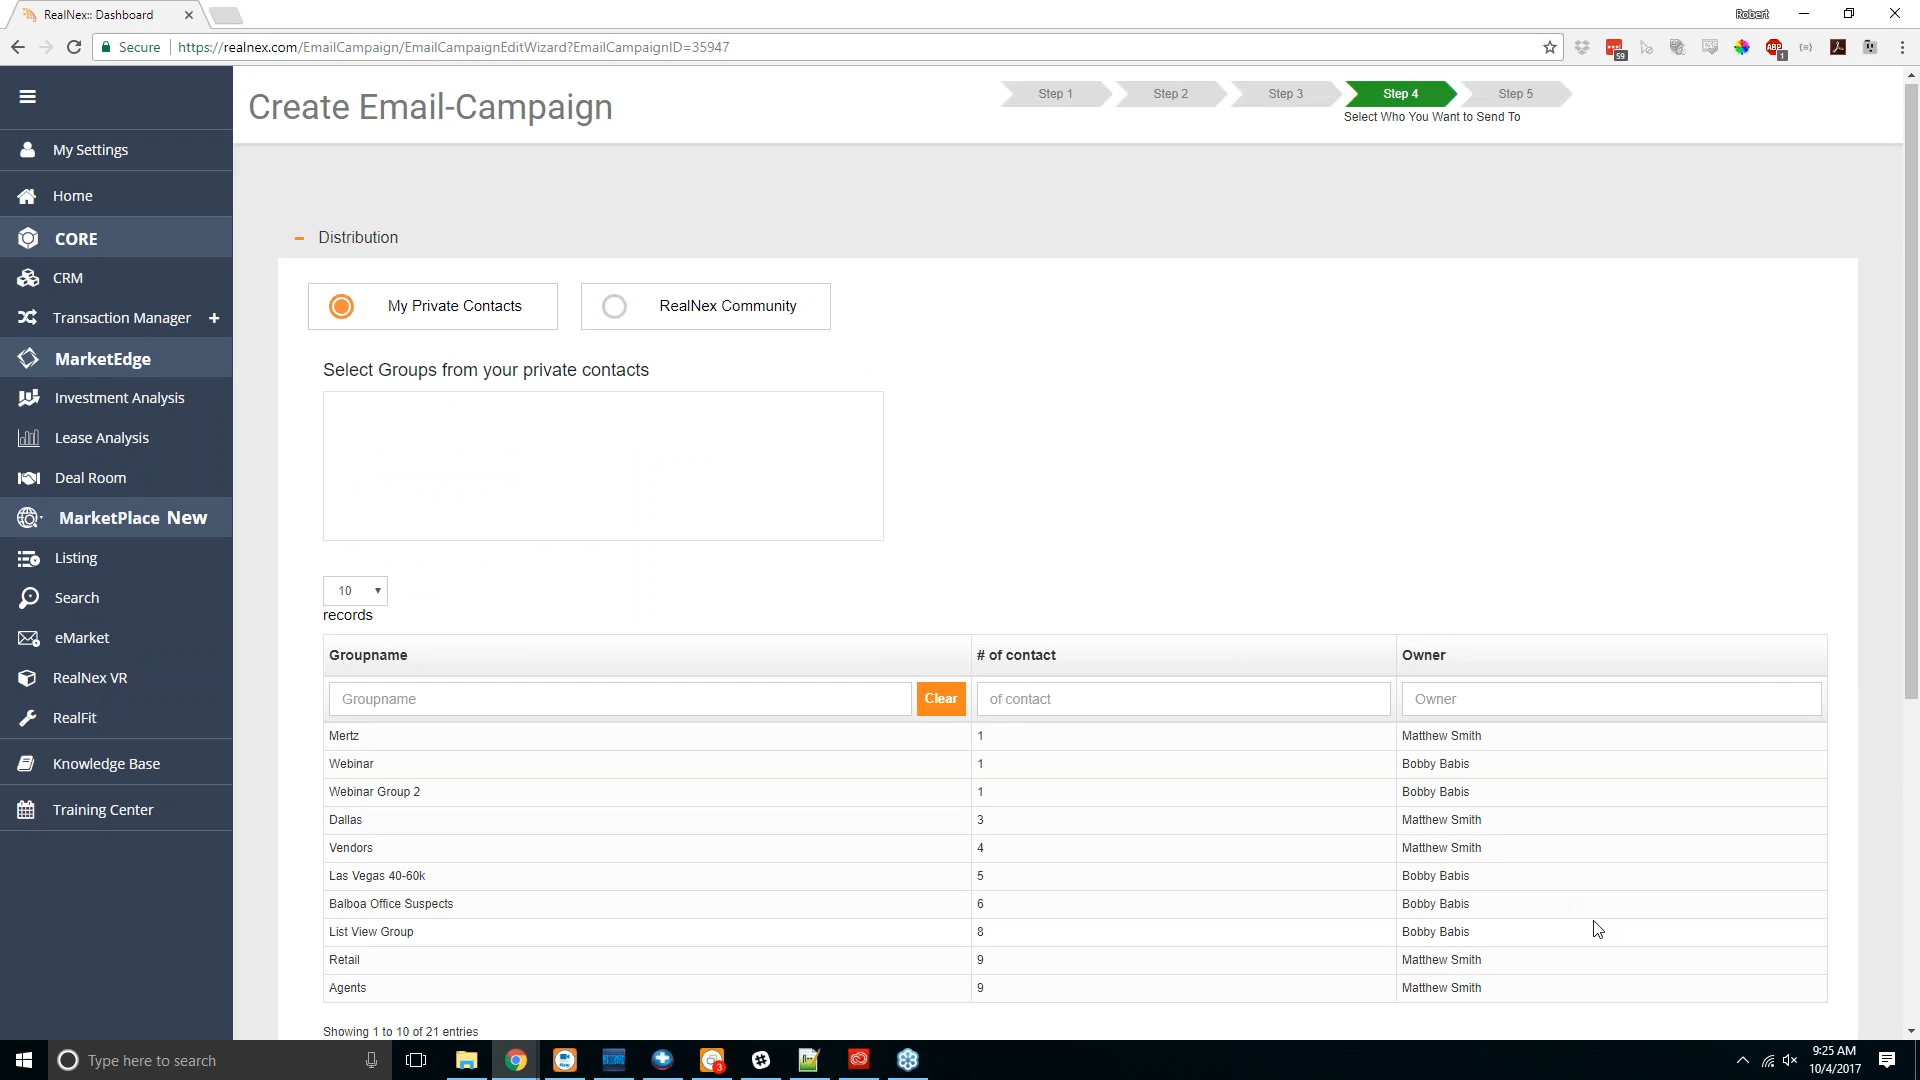 RealNex:: Dashboard
Robert
Secure
https://realnex.com/EmailCampaign/EmailCampaignEditWizard?EmailCampaignID=35947
59
ABP
1
Create Email-Campaign
Step 1
Step 2
Step 3
Step 4
Step 5
Select Who You Want to Send To
My Settings
Home
CORE
CRM
Transaction Manager +
MarketEdge
Investment Analysis
Lease Analysis
Deal Room
MarketPlace New
Listing
Search
eMarket
RealNex VR
RealFit
Knowledge Base
Training Center
Distribution
My Private Contacts
RealNex Community
Select Groups from your private contacts
10
records
Groupname # of contact Owner
Groupname Clear of contact Owner
Mertz 1 Matthew Smith
Webinar 1 Bobby Babis
Webinar Group 2 1 Bobby Babis
Dallas 3 Matthew Smith
Vendors 4 Matthew Smith
Las Vegas 40-60k 5 Bobby Babis
Balboa Office Suspects 6 Bobby Babis
List View Group 8 Bobby Babis
Retail 9 Matthew Smith
Agents 9 Matthew Smith
Showing 1 to 10 of 21 entries
Type here to search
3
9:25 AM
10/4/2017